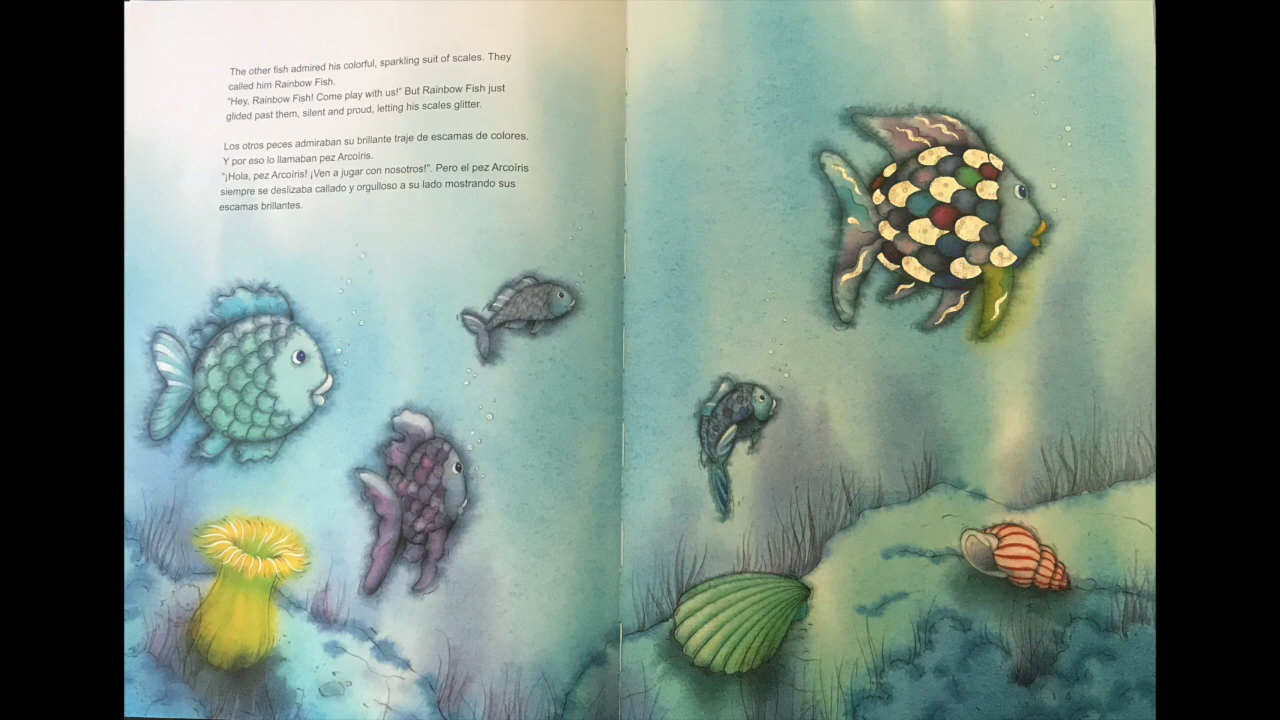 The other fish admired his colorful, sparkling suit of scales. They
called him Rainbow Fish.
"Hey, Rainbow Fish! Come play with us!" But Rainbow Fish just
glided past them, silent and proud, letting his scales glitter.
Los otros peces admiraban su brillante traje de escamas de colores.
Y por eso lo llamaban pez Arcoíris.
"¡Hola, pez Arcoíris! ¡Ven a jugar con nosotros!". Pero el pez Arcoíris
siempre se deslizaba callado y orgulloso a su lado mostrando sus
escamas brillantes.